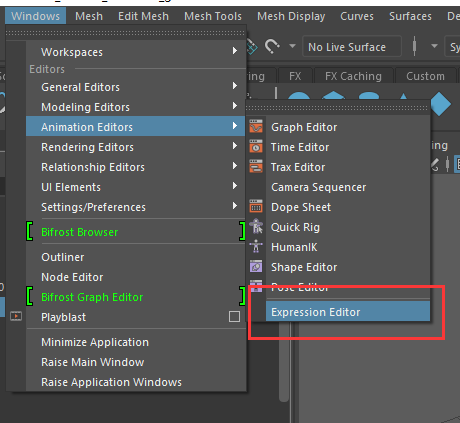 Windows Mesh Edit Mesh Mesh Tools Mesh Display Curves Surfaces De
No Live Surface Sy
FX FX Caching Custom
Workspaces
Editors
General Editors
Modeling Editors
Animation Editors
Rendering Editors
Relationship Editors
UI Elements
Settings/Preferences
Bifrost Browser
Outliner
Node Editor
Bifrost Graph Editor
Playblast
Minimize Application
Raise Main Window
Raise Application Windows
Graph Editor
Time Editor
Trax Editor
Camera Sequencer
Dope Sheet
Quick Rig
HumanIK
Shape Editor
Pose Editor
Expression Editor